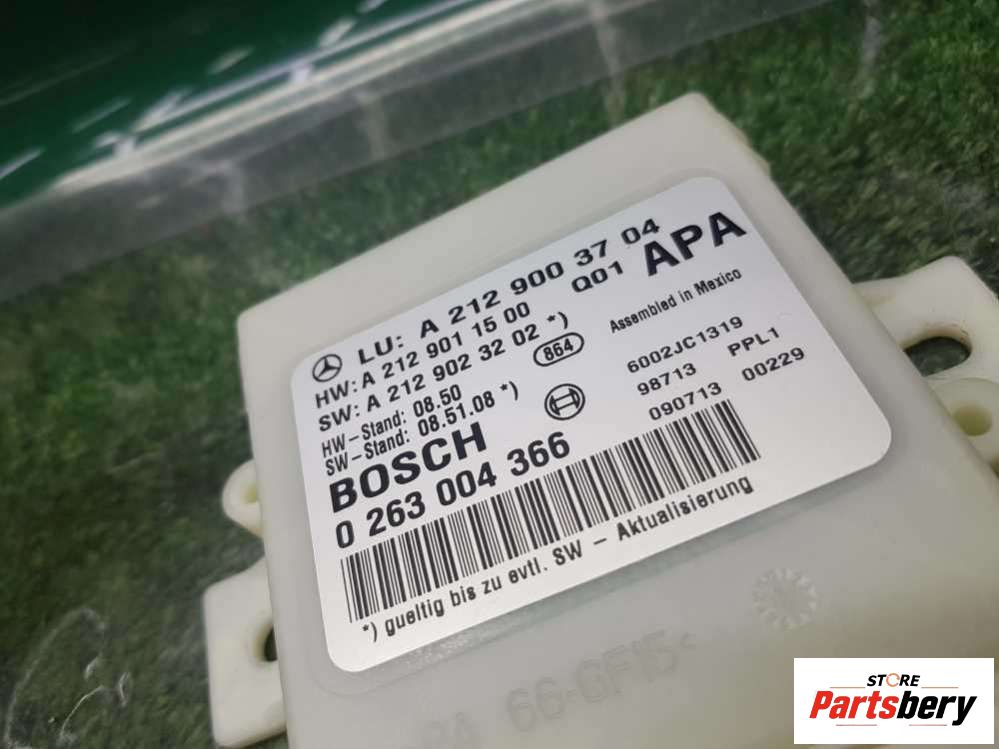 LU: A 212 900 37 04
HW: A 212 901 15 00 Q01 APA
SW: A 212 902 32 02 *)
HW-Stand: 08.50 864 Assembled in Mexico
SW-Stand: 08.51.08 *)
BOSCH 6002JC1319
0 263 004 366 98713 PPL1
090713 00229
*) gueltig bis zu evtl. SW - Aktualisierung
66-GF15<
STORE
Partsbery